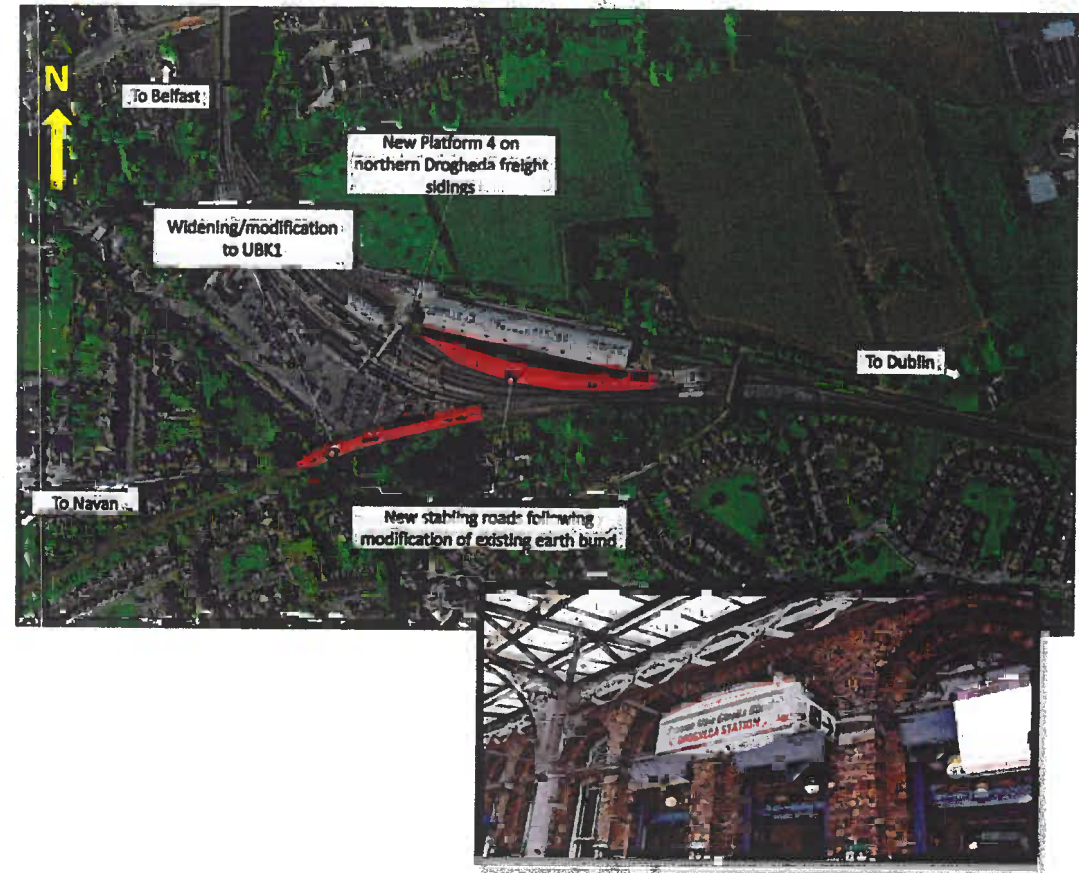 N
To Belfast
New Platform 4 on
northern Drogheda freight
sidings
Widening/modification
to UBK1
To Dublin
To Navan
New stabling roads following
modification of existing earth bund
DROGHEDA STATION